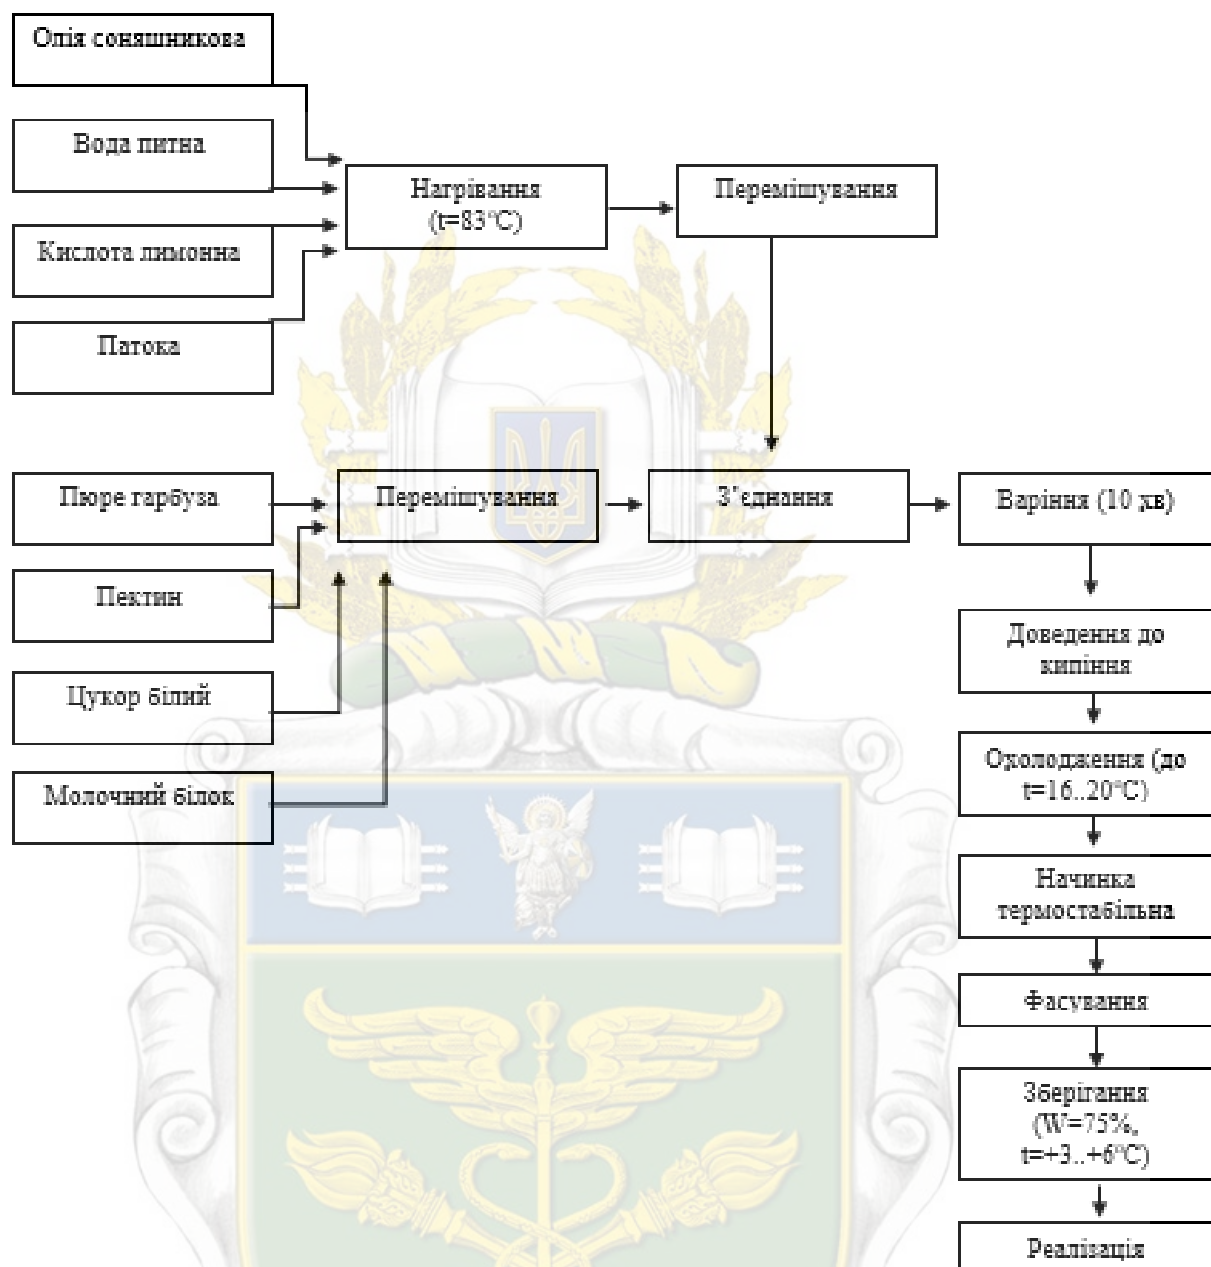 Олія соняшникова
Вода питна
Кислота лимонна
Патока
Нагрівання
(t=83°C)
Перемішування
Пюре гарбуза
Пектин
Цукор білий
Молочний білок
Перемішування
З’єднання
Варіння (10 хв)
Доведення до
кипіння
Охолодження (до
t=16..20°C)
Начинка
термостабільна
Фасування
Зберігання
(W=75%,
t=+3..+6°C)
Реалізація